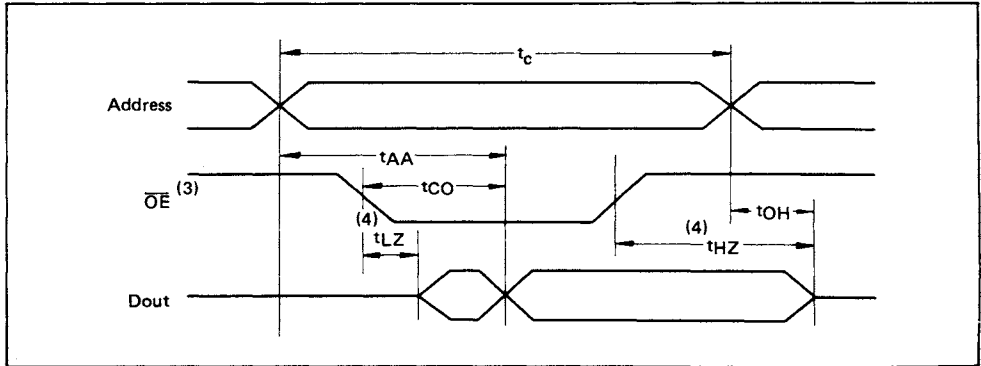 tc
Address
tAA
OE (3)
tCO
tOH
(4)
tLZ
(4)
tHZ
Dout